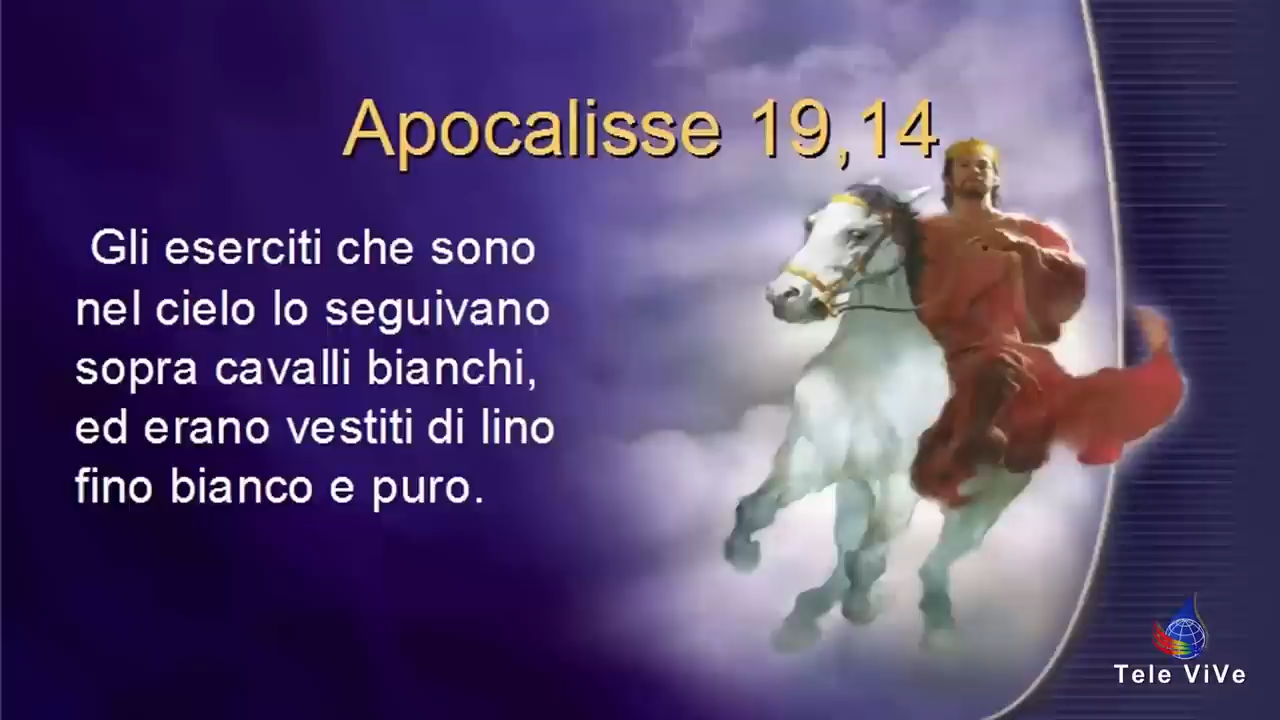 Apocalisse 19,14
Gli eserciti che sono
nel cielo lo seguivano
sopra cavalli bianchi,
ed erano vestiti di lino
fino bianco e puro.
Tele ViVe